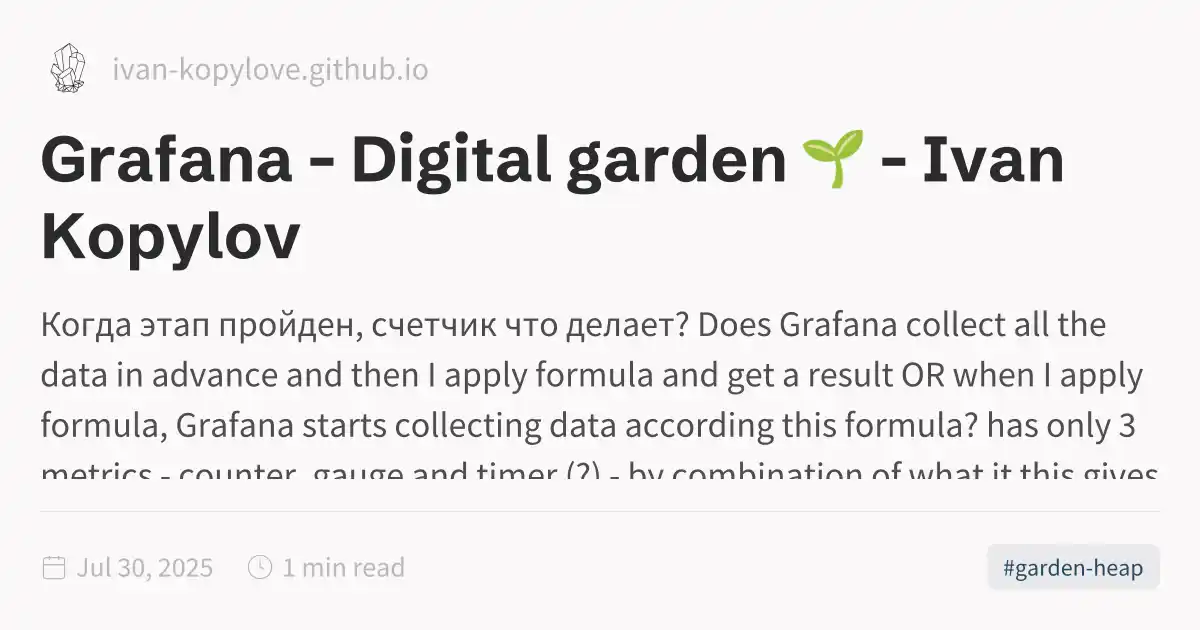 ivan-kopylove.github.io
Grafana - Digital garden 🌱 - Ivan
Kopylov
Когда этап пройден, счетчик что делает? Does Grafana collect all the
data in advance and then I apply formula and get a result OR when I apply
formula, Grafana starts collecting data according this formula? has only 3
metrics - counter, gauge and timer (?) - by combination of what it this gives
Jul 30, 2025
1 min read
#garden-heap